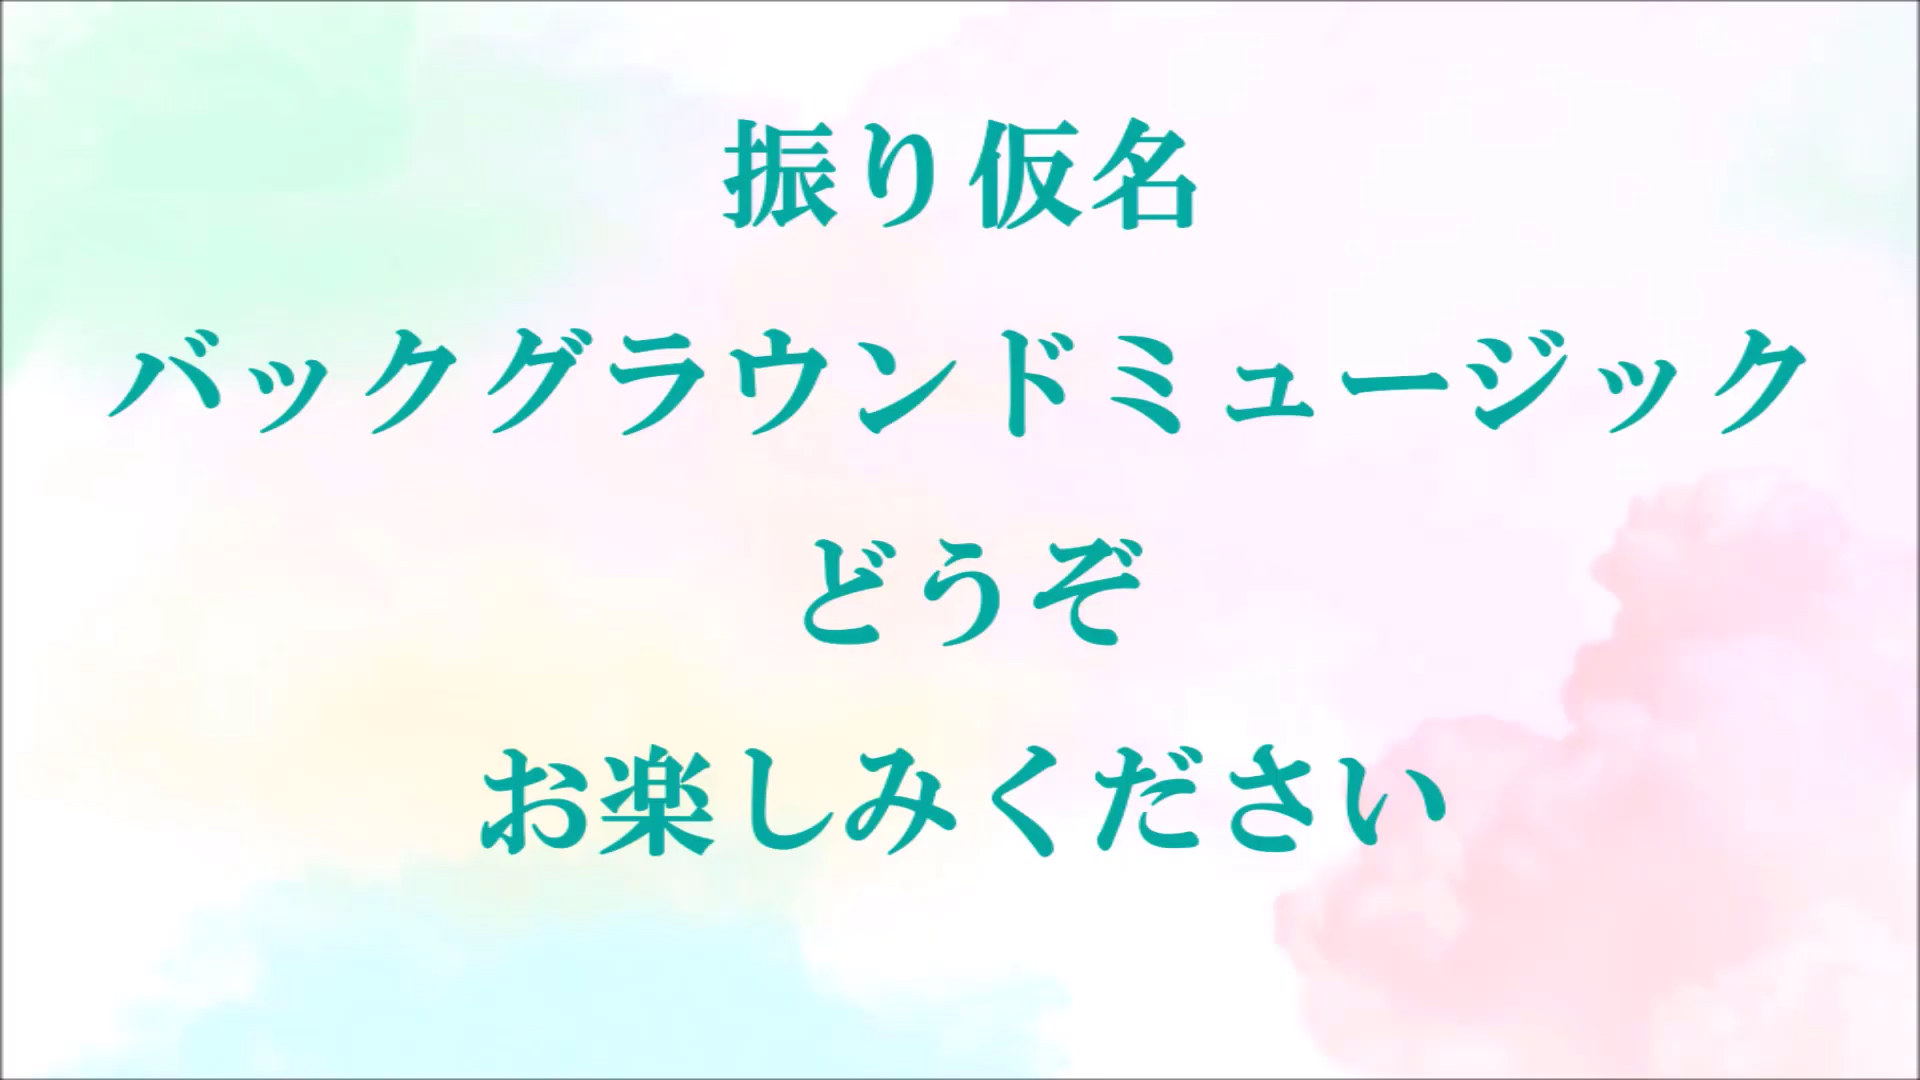 振り仮名
バックグラウンドミュージック
どうぞ
お楽しみください